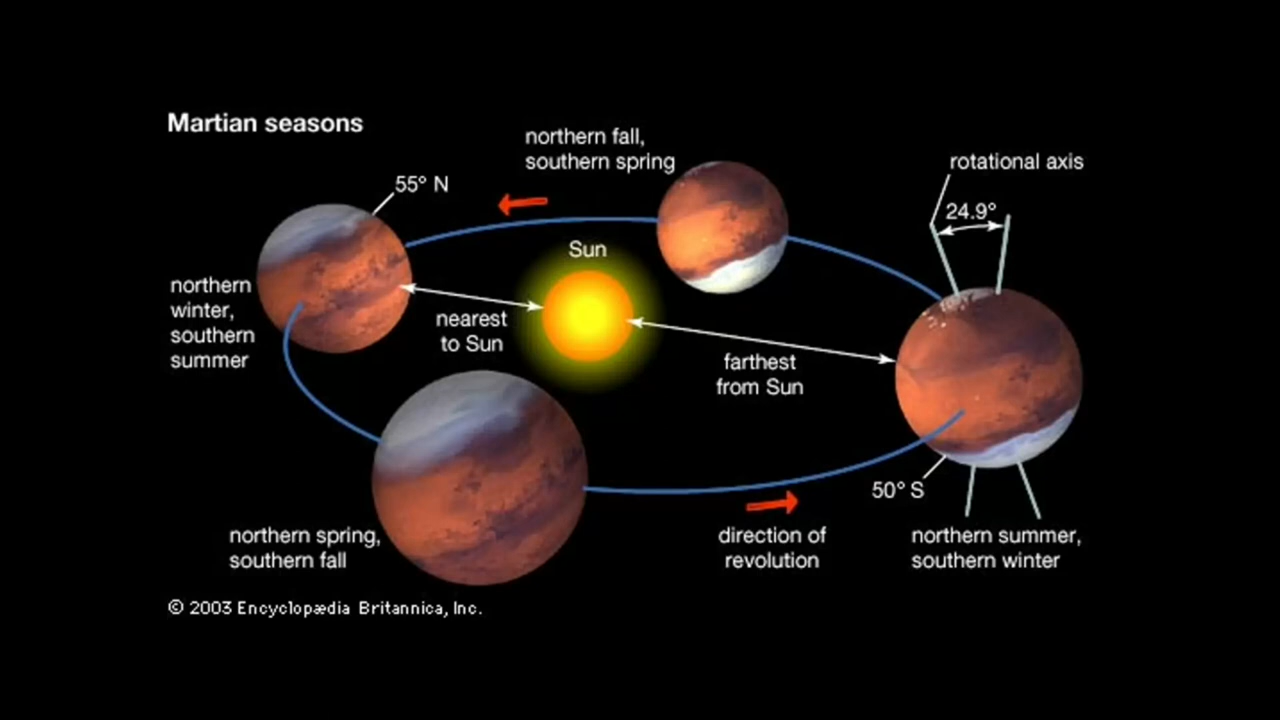 Martian seasons
northern fall,
southern spring
rotational axis
55° N
24.9°
Sun
northern
winter,
southern
summer
nearest
to Sun
farthest
from Sun
50° S
northern spring,
southern fall
direction of
revolution
northern summer,
southern winter
© 2003 Encyclopædia Britannica, Inc.